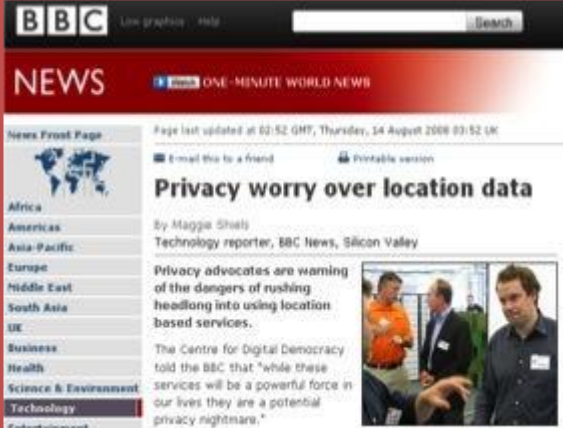 BBC
Low graphics Help
Search
NEWS
Watch ONE-MINUTE WORLD NEWS
News Front Page
Africa
Americas
Asia-Pacific
Europe
Middle East
South Asia
UK
Business
Health
Science & Environment
Technology
Entertainment
Page last updated at 02:52 GMT, Thursday, 14 August 2008 03:52 UK
E-mail this to a friend
Printable version
Privacy worry over location data
By Maggie Shiels
Technology reporter, BBC News, Silicon Valley
Privacy advocates are warning
of the dangers of rushing
headlong into using location
based services.
The Centre for Digital Democracy
told the BBC that "while these
services will be a powerful force in
our lives they are a potential
privacy nightmare."